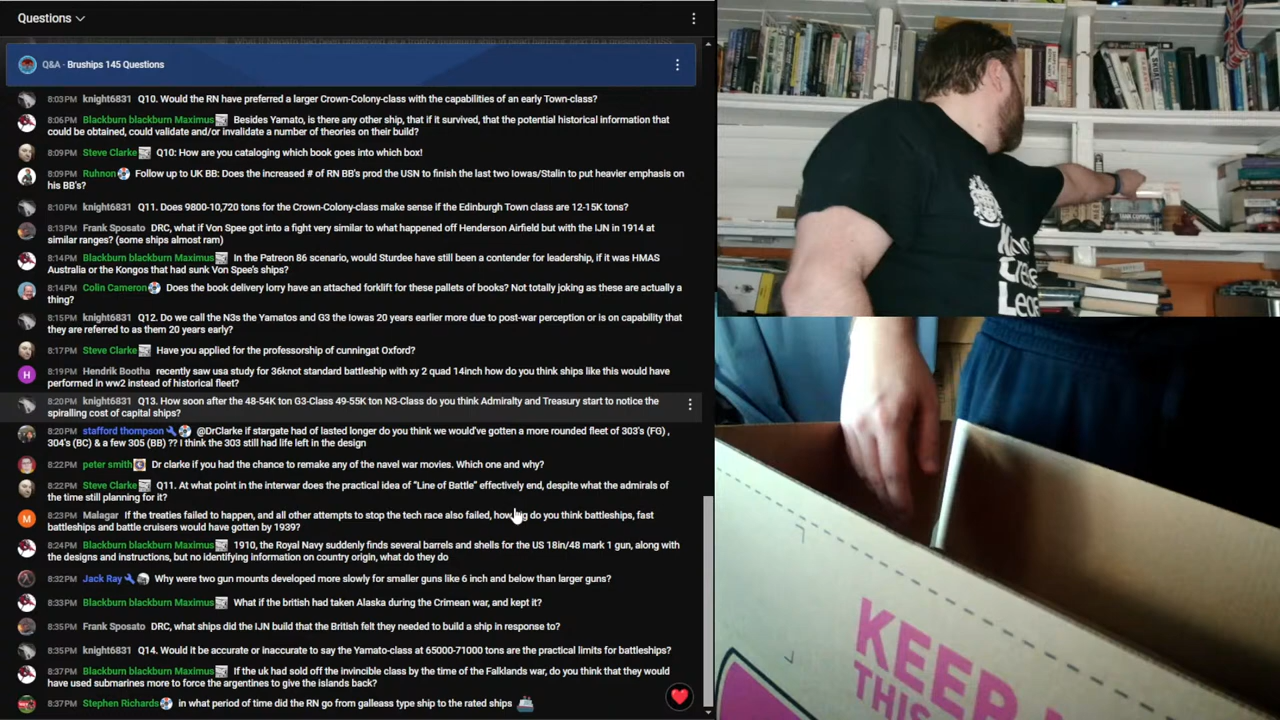 Questions
Q&A · Bruships 145 Questions
8:03PM knight6831 Q10. Would the RN have preferred a larger Crown-Colony-class with the capabilities of an early Town-class?
8:06PM Blackburn blackburn Maximus Besides Yamato, is there any other ship, that if it survived, that the potential historical information that
could be obtained, could validate and/or invalidate a number of theories on their build?
8:09PM Steve Clarke Q10: How are you cataloging which book goes into which box!
8:09PM Ruhnon Follow up to UK BB: Does the increased # of RN BB's prod the USN to finish the last two Iowas/Stalin to put heavier emphasis on
his BB's?
8:10PM knight6831 Q11. Does 9800-10,720 tons for the Crown-Colony-class make sense if the Edinburgh Town class are 12-15K tons?
8:13PM Frank Sposato DRC, what if Von Spee got into a fight very similar to what happened off Henderson Airfield but with the IJN in 1914 at
similar ranges? (some ships almost ram)
8:14PM Blackburn blackburn Maximus In the Patreon 86 scenario, would Sturdee have still been a contender for leadership, if it was HMAS
Australia or the Kongos that had sunk Von Spee's ships?
8:14PM Colin Cameron Does the book delivery lorry have an attached forklift for these pallets of books? Not totally joking as these are actually a
thing?
8:15PM knight6831 Q12. Do we call the N3s the Yamatos and G3 the Iowas 20 years earlier more due to post-war perception or is on capability that
they are referred to as them 20 years early?
8:17PM Steve Clarke Have you applied for the professorship of cunningat Oxford?
8:19PM Hendrik Bootha recently saw usa study for 36knot standard battleship with xy 2 quad 14inch how do you think ships like this would have
performed in ww2 instead of historical fleet?
8:20PM knight6831 Q13. How soon after the 48-54K ton G3-Class 49-55K ton N3-Class do you think Admiralty and Treasury start to notice the
spiralling cost of capital ships?
8:20PM stafford thompson @DrClarke if stargate had of lasted longer do you think we would've gotten a more rounded fleet of 303's (FG) ,
304's (BC) & a few 305 (BB) ?? I think the 303 still had life left in the design
8:22PM peter smith Dr clarke if you had the chance to remake any of the navel war movies. Which one and why?
8:22PM Steve Clarke Q11. At what point in the interwar does the practical idea of “Line of Battle” effectively end, despite what the admirals of
the time still planning for it?
8:23PM Malagar If the treaties failed to happen, and all other attempts to stop the tech race also failed, how big do you think battleships, fast
battleships and battle cruisers would have gotten by 1939?
8:24PM Blackburn blackburn Maximus 1910, the Royal Navy suddenly finds several barrels and shells for the US 18in/48 mark 1 gun, along with
the designs and instructions, but no identifying information on country origin, what do they do
8:32PM Jack Ray Why were two gun mounts developed more slowly for smaller guns like 6 inch and below than larger guns?
8:33PM Blackburn blackburn Maximus What if the british had taken Alaska during the Crimean war, and kept it?
8:35PM Frank Sposato DRC, what ships did the IJN build that the British felt they needed to build a ship in response to?
8:35PM knight6831 Q14. Would it be accurate or inaccurate to say the Yamato-class at 65000-71000 tons are the practical limits for battleships?
8:37PM Blackburn blackburn Maximus If the uk had sold off the invincible class by the time of the Falklands war, do you think that they would
have used submarines more to force the argentines to give the islands back?
8:37PM Stephen Richards in what period of time did the RN go from galleass type ship to the rated ships
KEEP
THIS